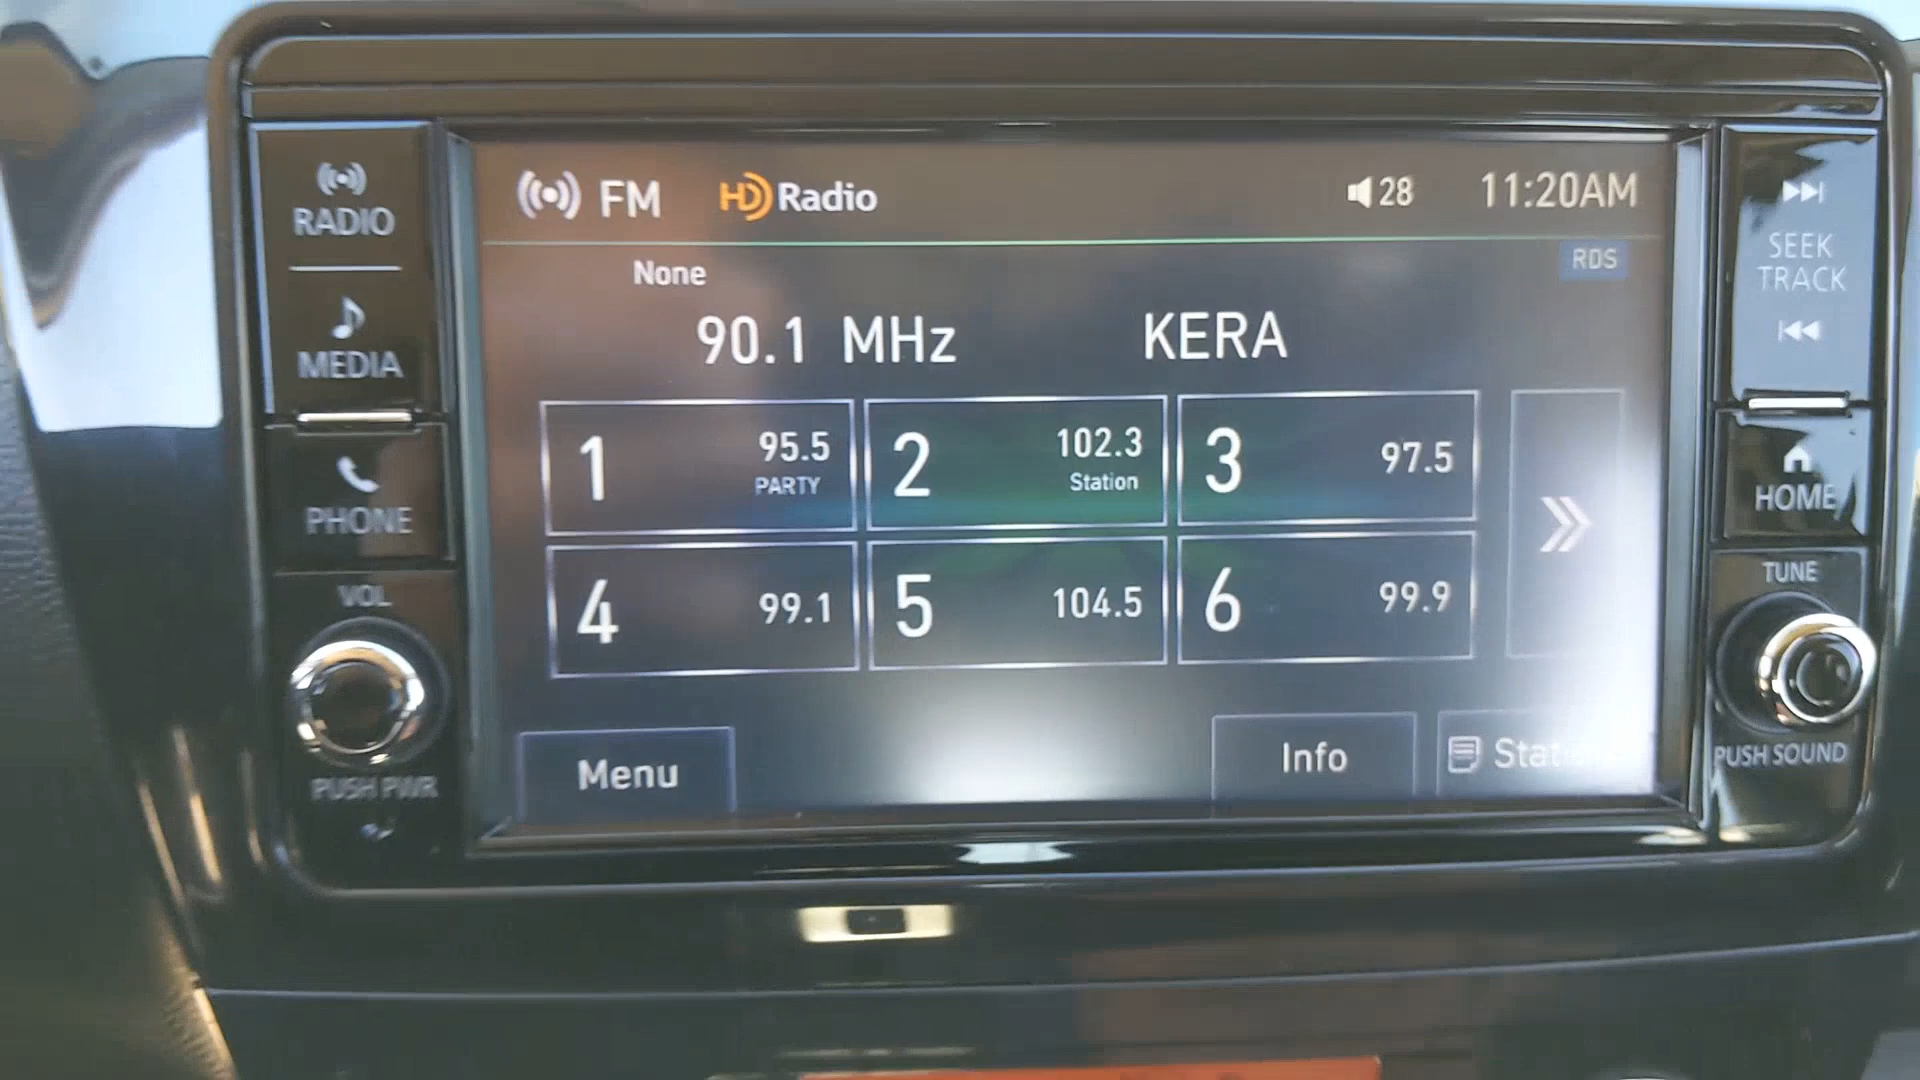 RADIO
MEDIA
PHONE
VOL
PUSH PWR
FM HD Radio 28 11:20AM
RDS
None
90.1 MHz KERA
1 95.5 PARTY
2 102.3 Station
3 97.5
4 99.1
5 104.5
6 99.9
Menu Info
SEEK
TRACK
HOME
TUNE
PUSH SOUND